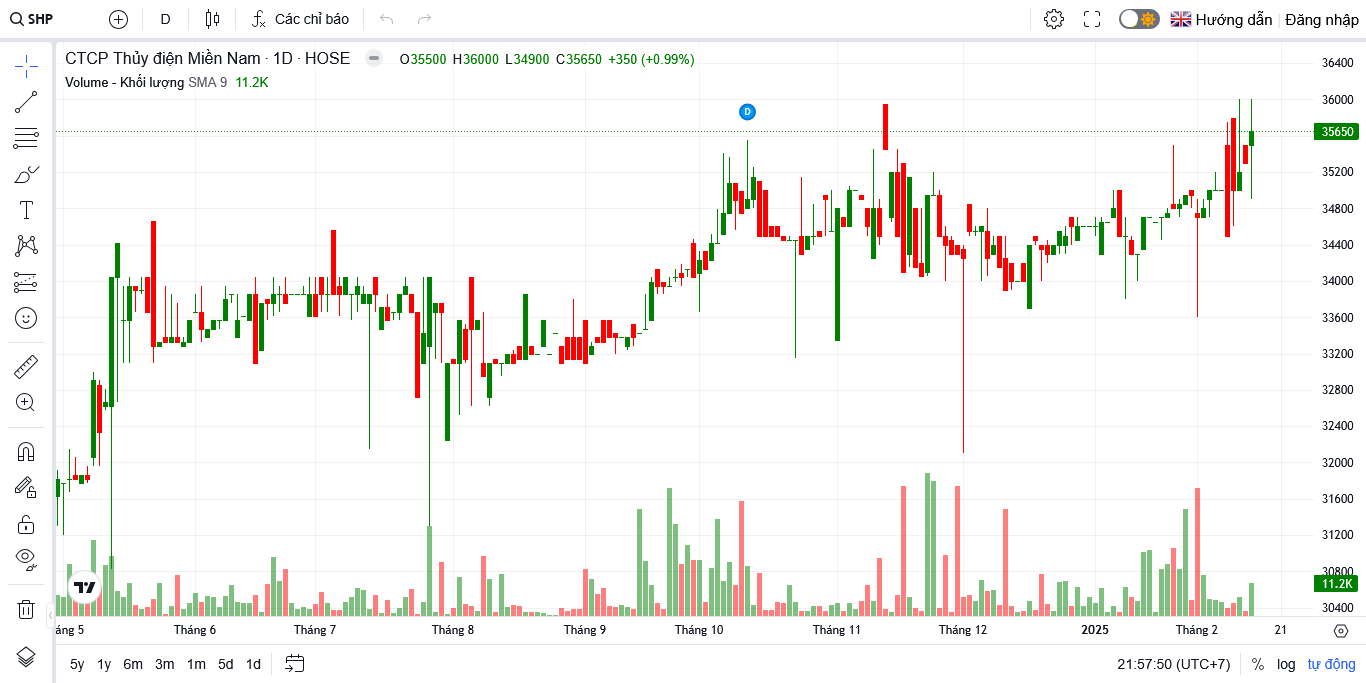 SHP D Các chỉ báo Hướng dẫn Đăng nhập
CTCP Thủy điện Miền Nam · 1D · HOSE O35500 H36000 L34900 C35650 +350 (+0.99%)
Volume - Khối lượng SMA 9 11.2K
D
36400
36000
35650
35200
34800
34400
34000
33600
33200
32800
32400
32000
31600
31200
30800
11.2K
30400
áng 5 Tháng 6 Tháng 7 Tháng 8 Tháng 9 Tháng 10 Tháng 11 Tháng 12 2025 Tháng 2 21
5y 1y 6m 3m 1m 5d 1d 21:57:50 (UTC+7) % log tự động